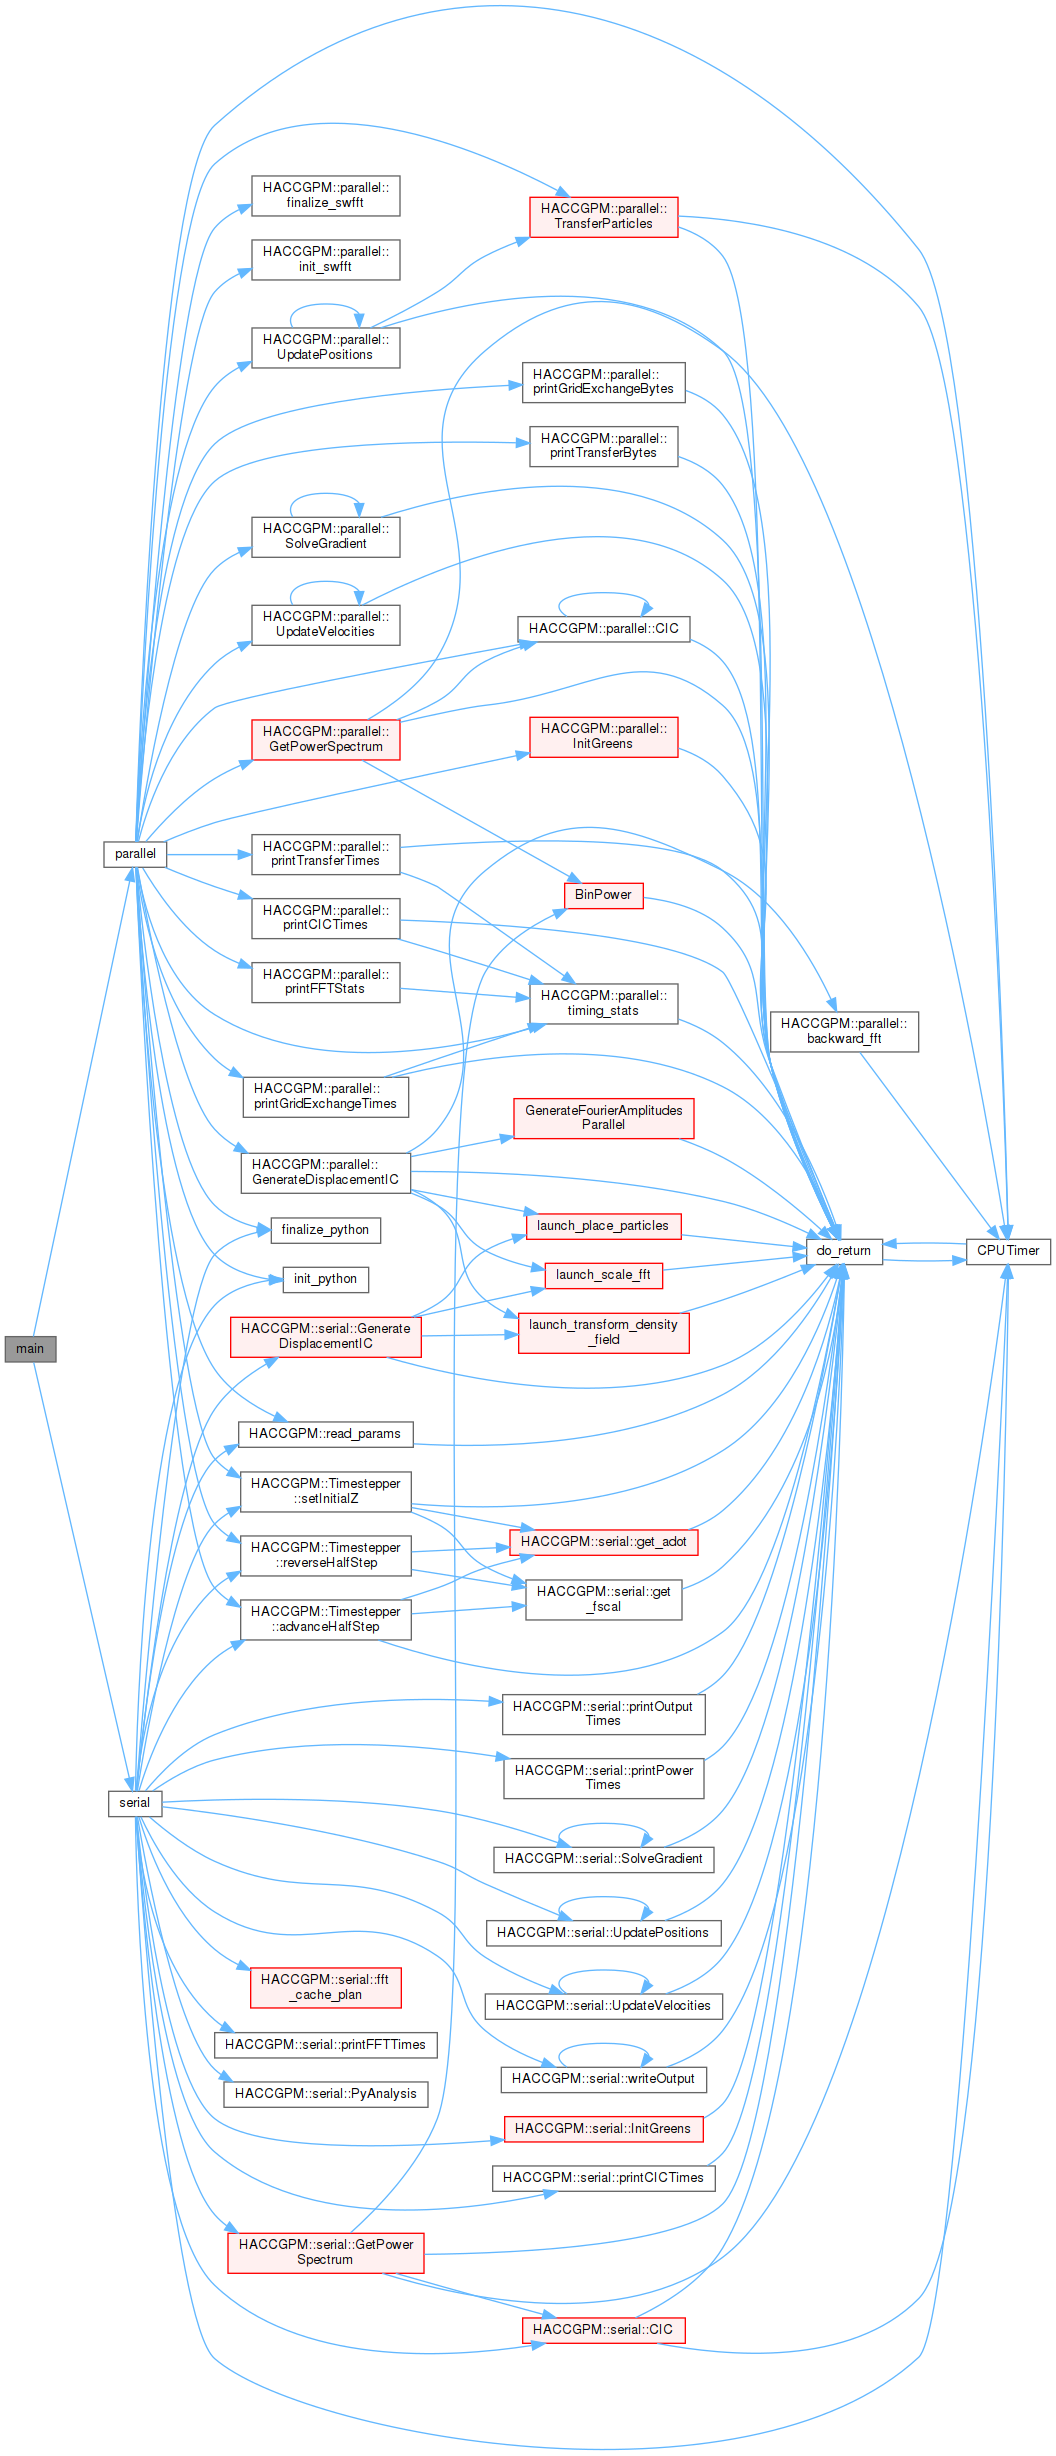 HACCGPM::parallel::
finalize_swfft
HACCGPM::parallel::
TransferParticles
HACCGPM::parallel::
init_swfft
HACCGPM::parallel::
UpdatePositions
HACCGPM::parallel::
printGridExchangeBytes
HACCGPM::parallel::
printTransferBytes
HACCGPM::parallel::
SolveGradient
HACCGPM::parallel::
UpdateVelocities
HACCGPM::parallel::CIC
HACCGPM::parallel::
GetPowerSpectrum
HACCGPM::parallel::
InitGreens
parallel
HACCGPM::parallel::
printTransferTimes
BinPower
HACCGPM::parallel::
printCICTimes
HACCGPM::parallel::
printFFTStats
HACCGPM::parallel::
timing_stats
HACCGPM::parallel::
backward_fft
HACCGPM::parallel::
printGridExchangeTimes
GenerateFourierAmplitudes
Parallel
HACCGPM::parallel::
GenerateDisplacementIC
finalize_python
launch_place_particles
do_return
CPUTimer
init_python
launch_scale_fft
main
HACCGPM::serial::Generate
DisplacementIC
launch_transform_density
_field
HACCGPM::read_params
HACCGPM::Timestepper
::setInitialZ
HACCGPM::Timestepper
::reverseHalfStep
HACCGPM::serial::get_adot
HACCGPM::Timestepper
::advanceHalfStep
HACCGPM::serial::get
_fscal
HACCGPM::serial::printOutput
Times
HACCGPM::serial::printPower
Times
serial
HACCGPM::serial::SolveGradient
HACCGPM::serial::UpdatePositions
HACCGPM::serial::fft
_cache_plan
HACCGPM::serial::UpdateVelocities
HACCGPM::serial::printFFTTimes
HACCGPM::serial::writeOutput
HACCGPM::serial::PyAnalysis
HACCGPM::serial::InitGreens
HACCGPM::serial::printCICTimes
HACCGPM::serial::GetPower
Spectrum
HACCGPM::serial::CIC